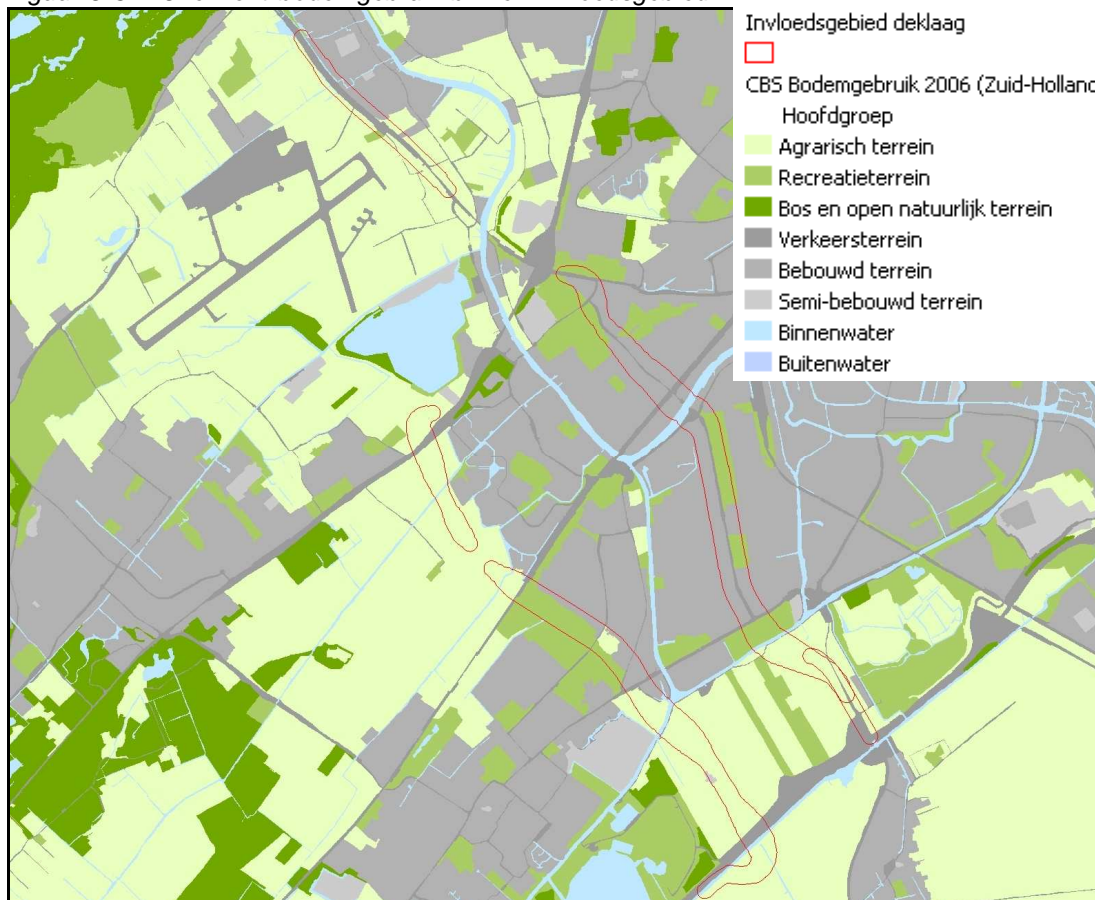 Invloedsgebied deklaag
CBS Bodemgebruik 2006 (Zuid-Holland
Hoofdgroep
Agrarisch terrein
Recreatieterrein
Bos en open natuurlijk terrein
Verkeersterrein
Bebouwd terrein
Semi-bebouwd terrein
Binnenwater
Buitenwater